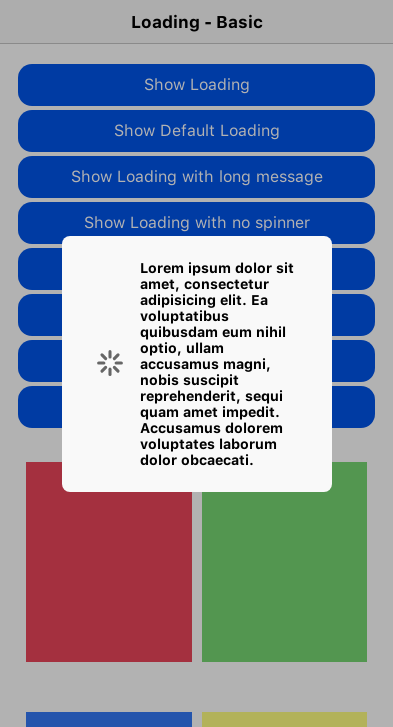 Loading - Basic
Show Loading
Show Default Loading
Show Loading with long message
Show Loading with no spinner
Lorem ipsum dolor sit
amet, consectetur
adipisicing elit. Ea
voluptatibus
quibusdam eum nihil
optio, ullam
accusamus magni,
nobis suscipit
reprehenderit, sequi
quam amet impedit.
Accusamus dolorem
voluptates laborum
dolor obcaecati.